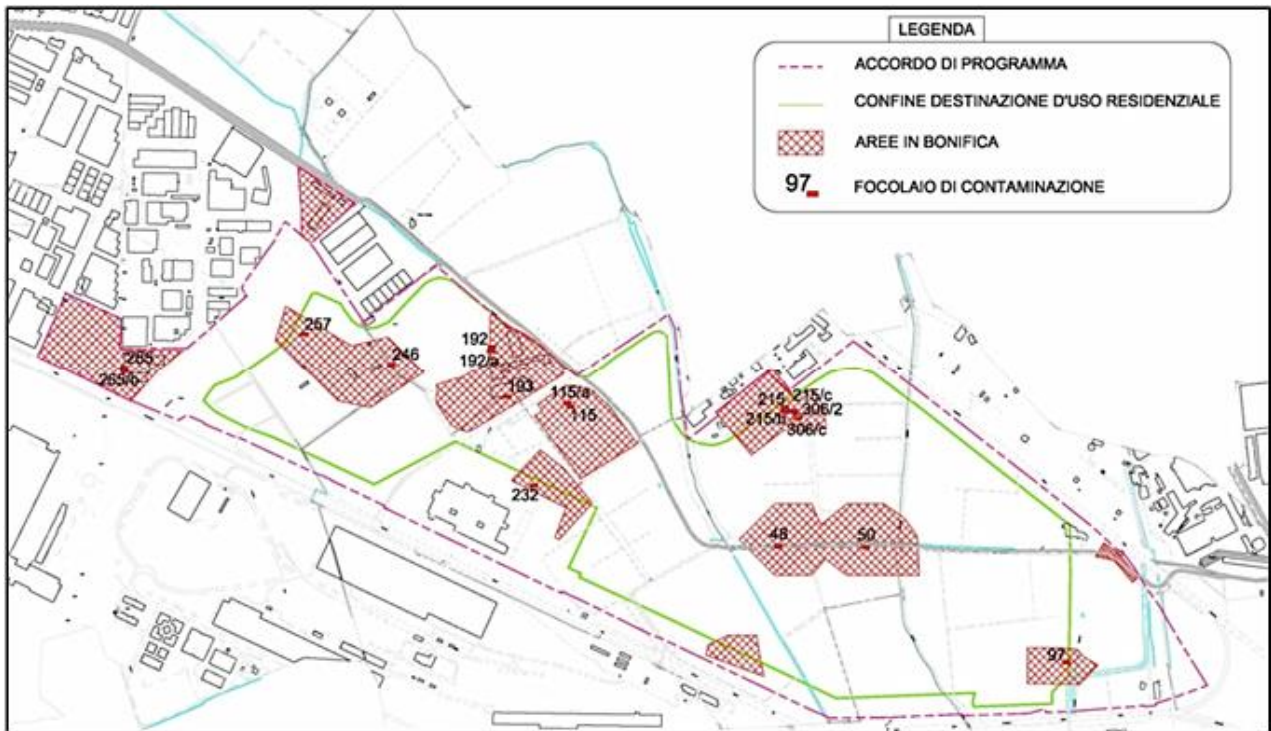 LEGENDA
ACCORDO DI PROGRAMMA
CONFINE DESTINAZIONE D'USO RESIDENZIALE
AREE IN BONIFICA
97 FOCOLAIO DI CONTAMINAZIONE
257
246
192
192/a
193
115/a
115
265
265/b
232
215
215/c
215/b
306/2
306/c
48
50
97